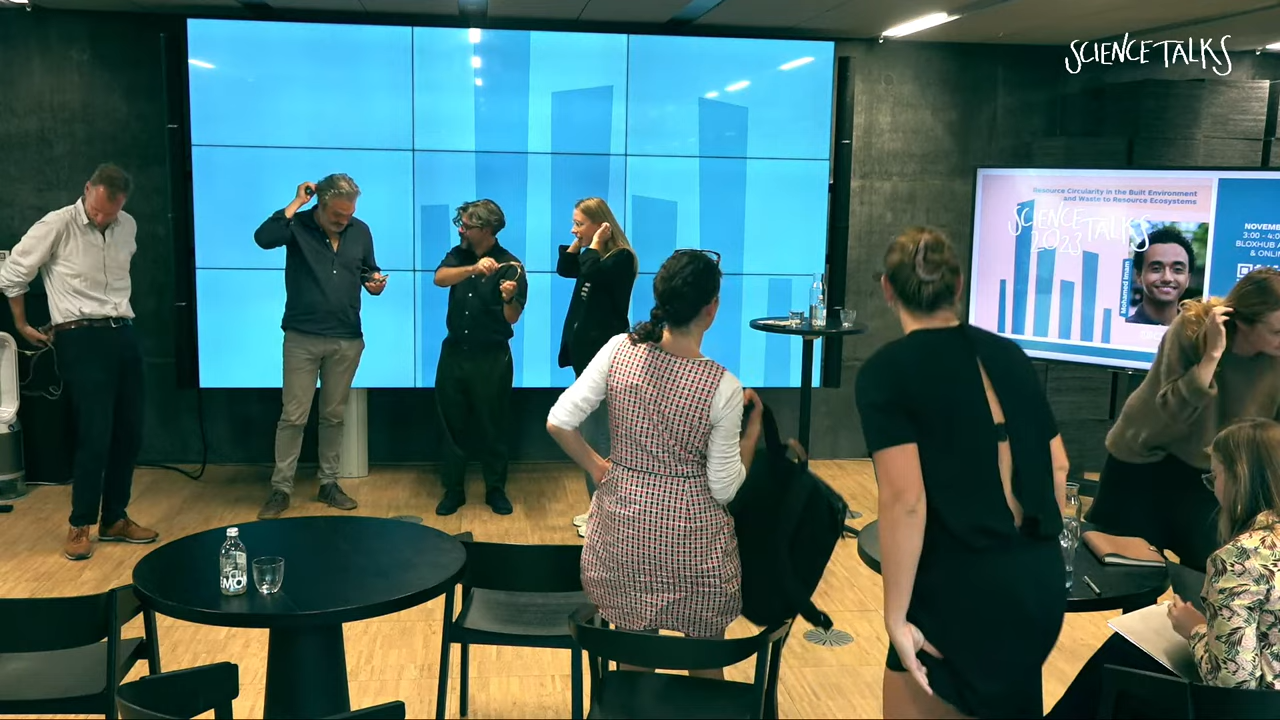 SCIENCE TALKS
Resource Circularity in the Built Environment
and Waste to Resource Ecosystems
SCIENCE TALKS
2023
Mohamed Imam
NOVEMB
3:00 - 4:0
BLOXHUB A
& ONLIN